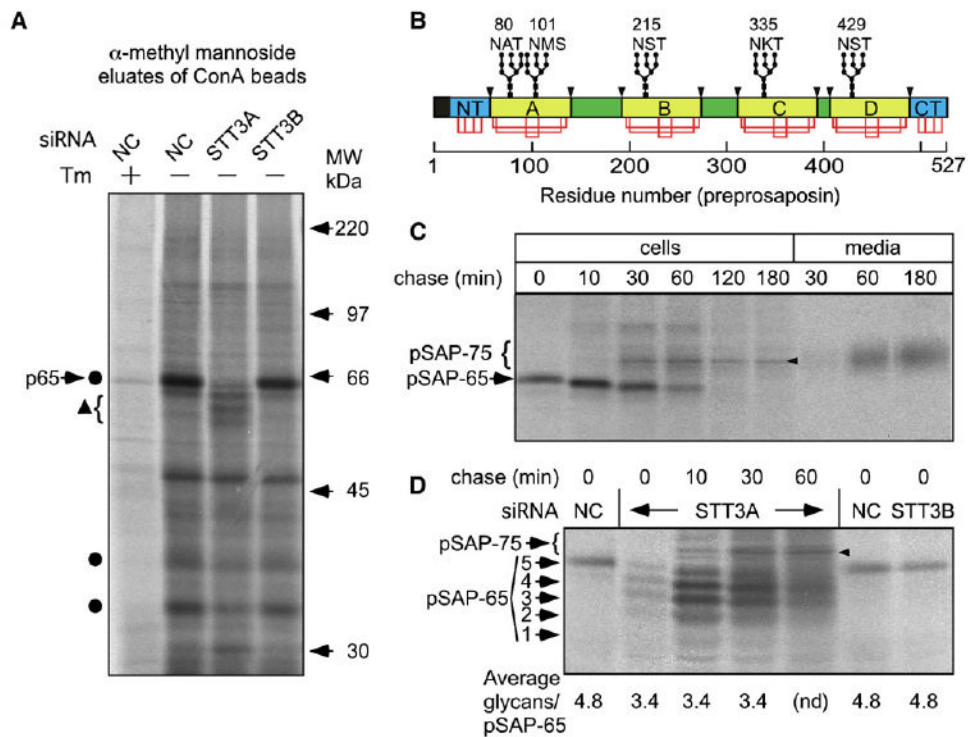 A
α-methyl mannoside
eluates of ConA beads
siRNA NC NC STT3A STT3B MW
Tm + – – – kDa
220
97
p65 66
45
30
B
80 101 215 335 429
NAT NMS NST NKT NST
NT A B C D CT
1 100 200 300 400 527
Residue number (preprosaposin)
C
cells media
chase (min) 0 10 30 60 120 180 30 60 180
pSAP-75
pSAP-65
D
chase (min) 0 0 10 30 60 0 0
siRNA NC STT3A NC STT3B
pSAP-75
5
4
pSAP-65 3
2
1
Average
glycans/
pSAP-65 4.8 3.4 3.4 3.4 (nd) 4.8 4.8